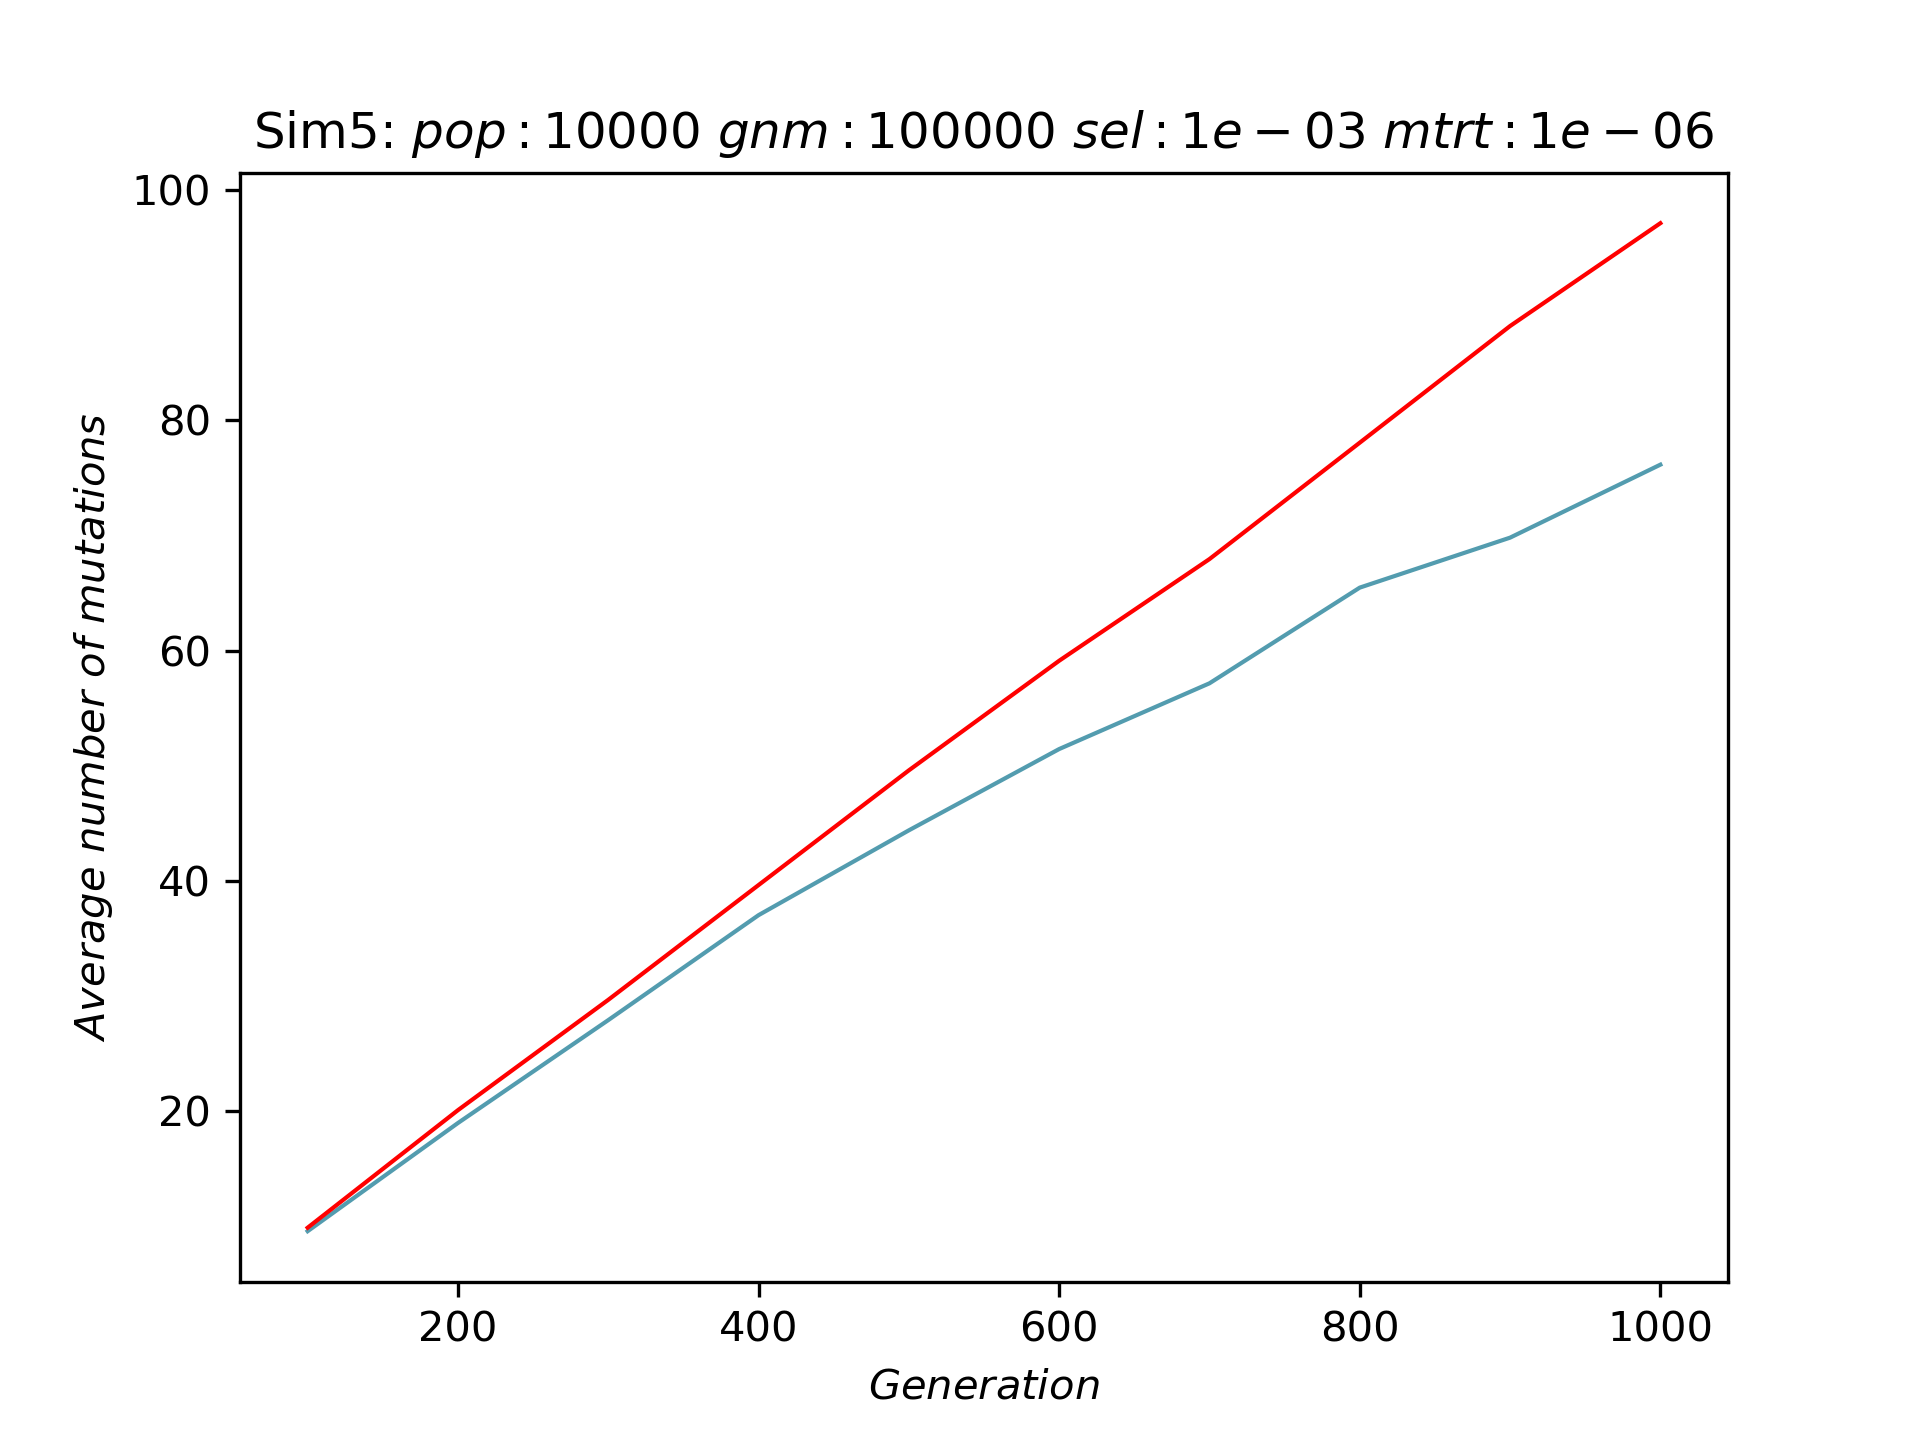 Sim5: pop : 10000 gnm : 100000 sel : 1e − 03 mtrt : 1e − 06
100
80
60
40
20
Average number of mutations
200 400 600 800 1000
Generation